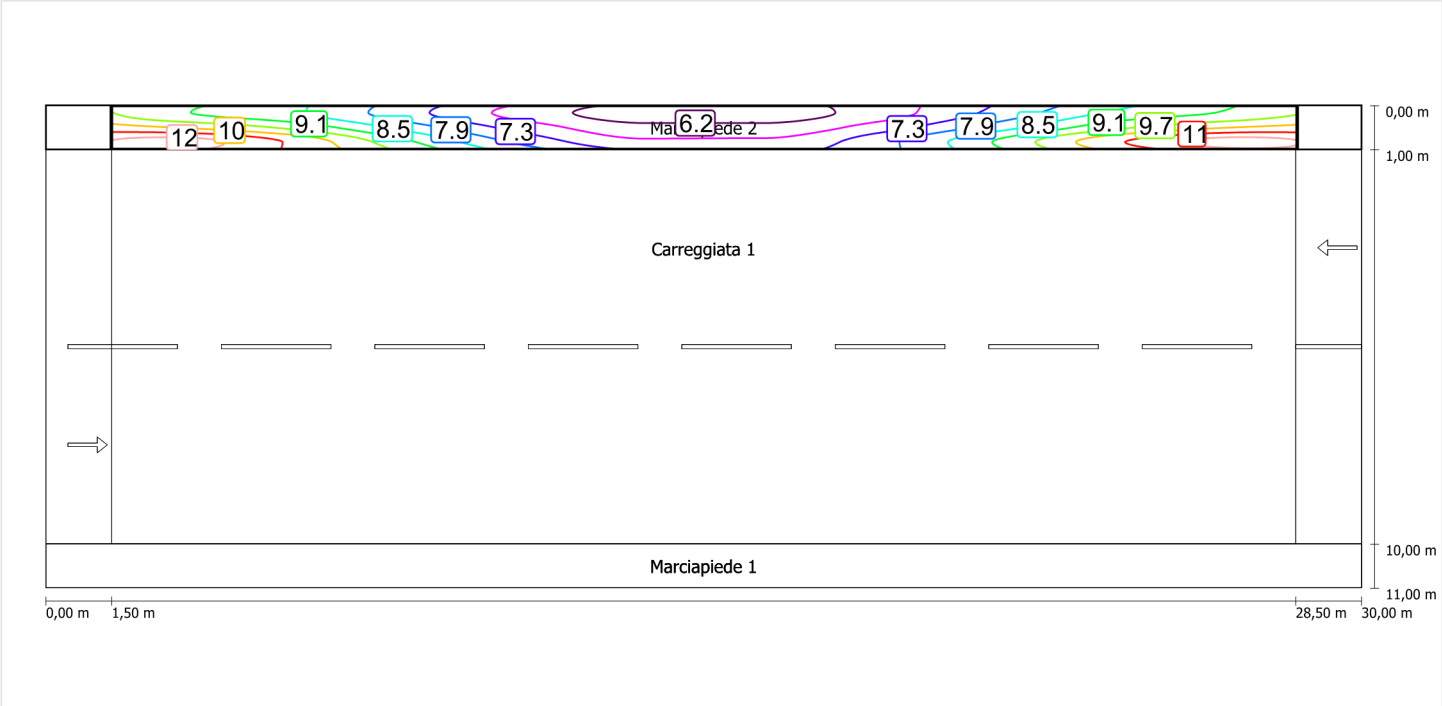 0,00 m
12
10
9.1
8.5
7.9
7.3
6.2
Marciapiede 2
7.3
7.9
8.5
9.1
9.7
11
1,00 m
Carreggiata 1
10,00 m
Marciapiede 1
11,00 m
0,00 m
1,50 m
28,50 m
30,00 m